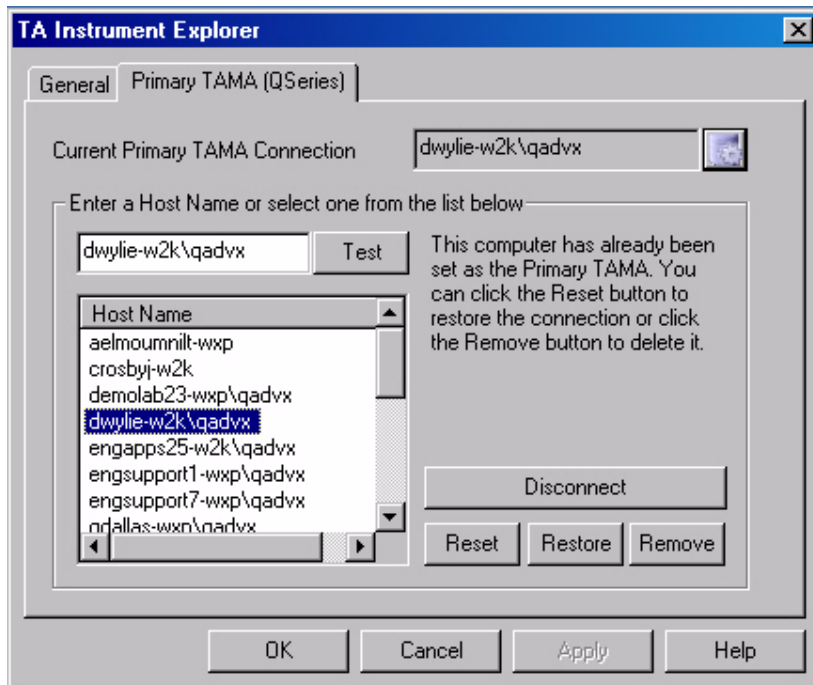 TA Instrument Explorer
General
Primary TAMA (QSeries)
Current Primary TAMA Connection
dwylie-w2k\qadvx
Enter a Host Name or select one from the list below
dwylie-w2k\qadvx
Test
This computer has already been
set as the Primary TAMA. You
can click the Reset button to
restore the connection or click
the Remove button to delete it.
Host Name
aelmoumnilt-wxp
crosbyj-w2k
demolab23-wxp\qadvx
dwylie-w2k\qadvx
engapps25-w2k\qadvx
engsupport1-wxp\qadvx
engsupport7-wxp\qadvx
gdallas-wxp\qadvx
Disconnect
Reset
Restore
Remove
OK
Cancel
Apply
Help